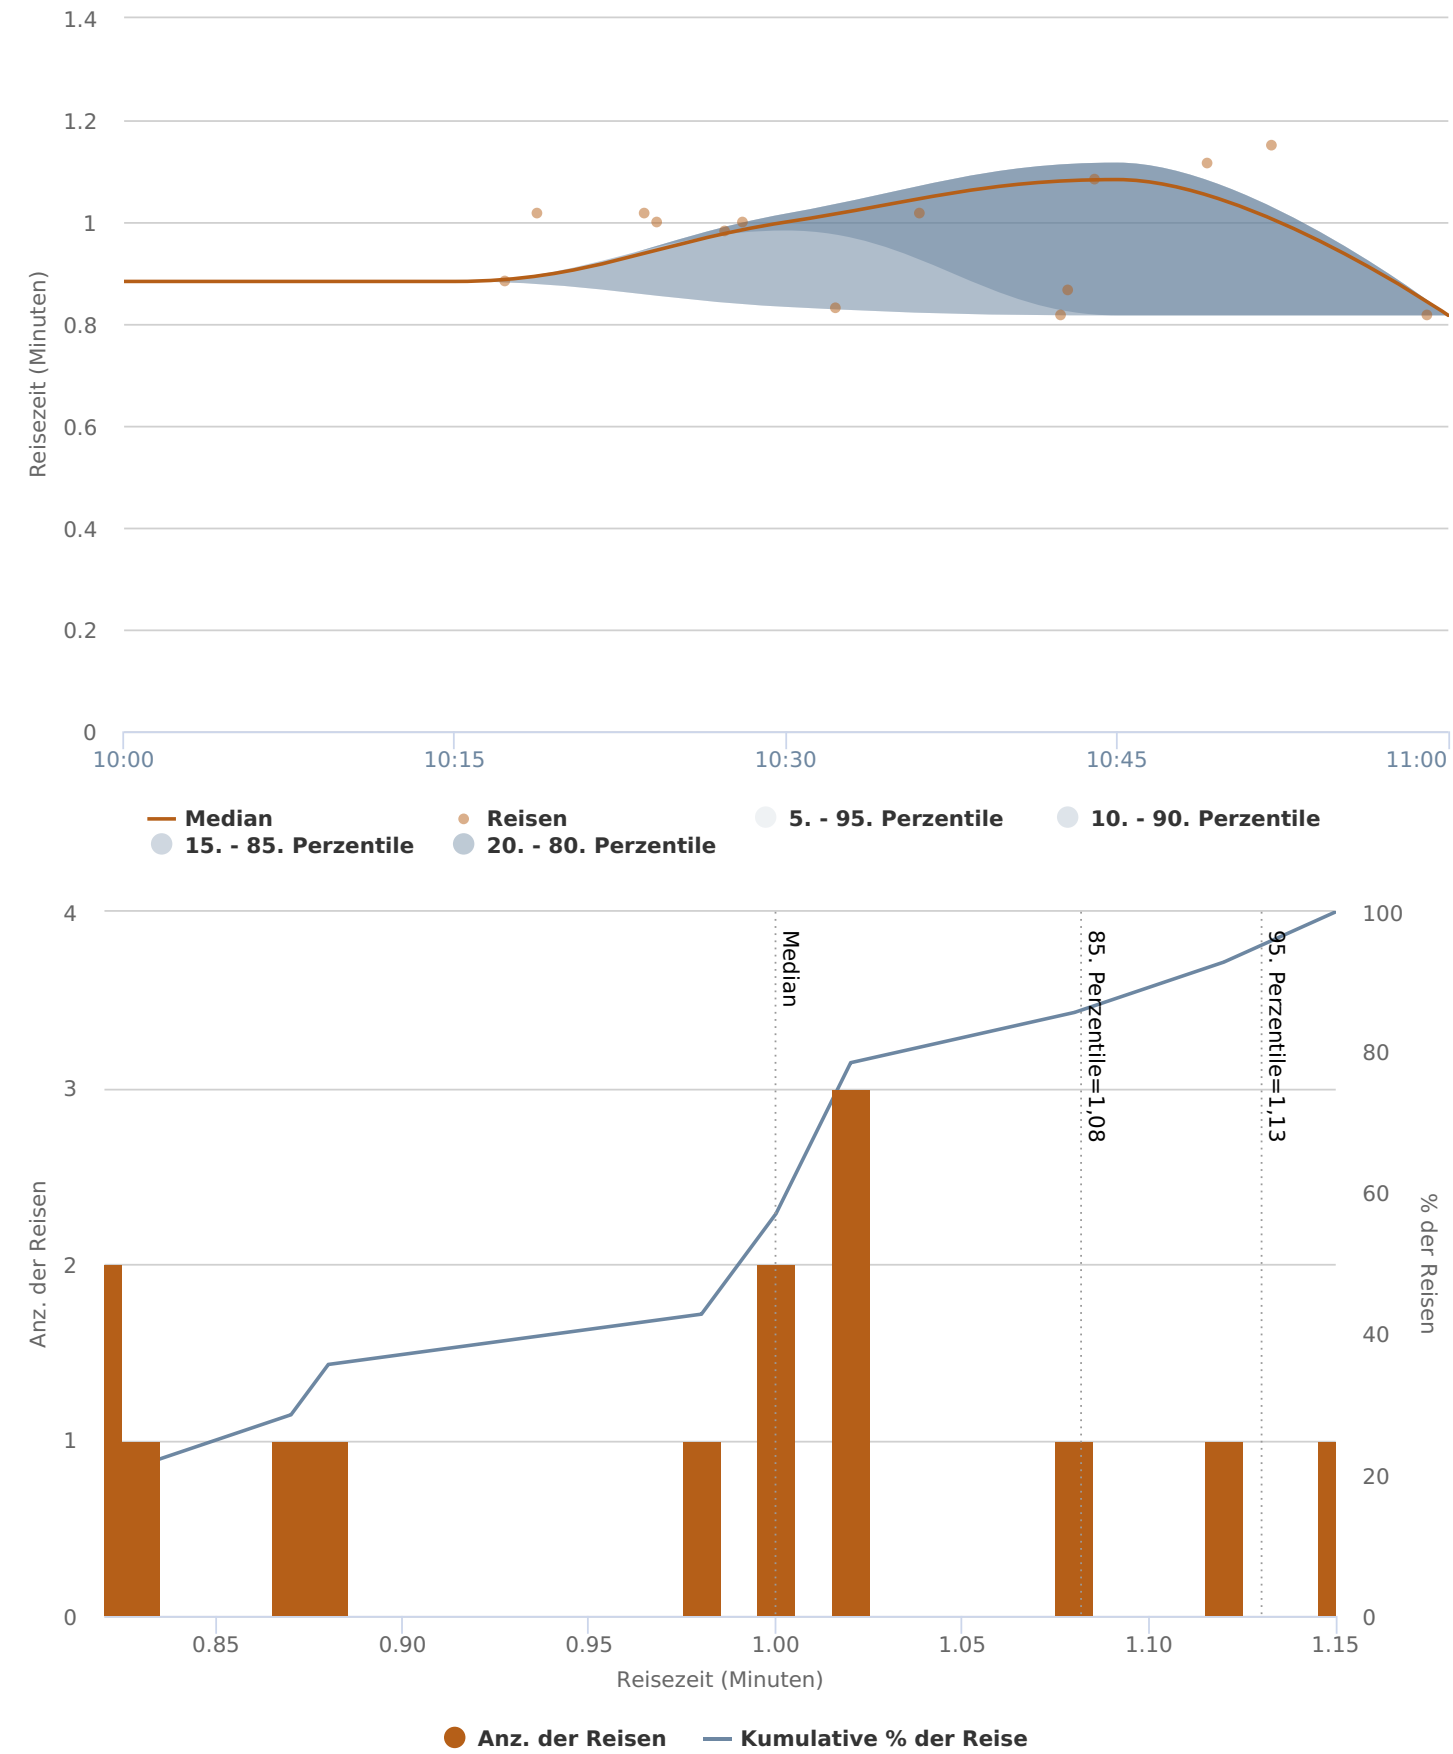 1.4
1.2
1
0.8
0.6
0.4
0.2
0
Reisezeit (Minuten)
10:00 10:15 10:30 10:45 11:00
Median Reisen 5. - 95. Perzentile 10. - 90. Perzentile
15. - 85. Perzentile 20. - 80. Perzentile
4
3
2
1
0
Anz. der Reisen
Median
85. Perzentile=1,08
95. Perzentile=1,13
100
80
60
40
20
0
% der Reisen
0.85 0.90 0.95 1.00 1.05 1.10 1.15
Reisezeit (Minuten)
Anz. der Reisen Kumulative % der Reise